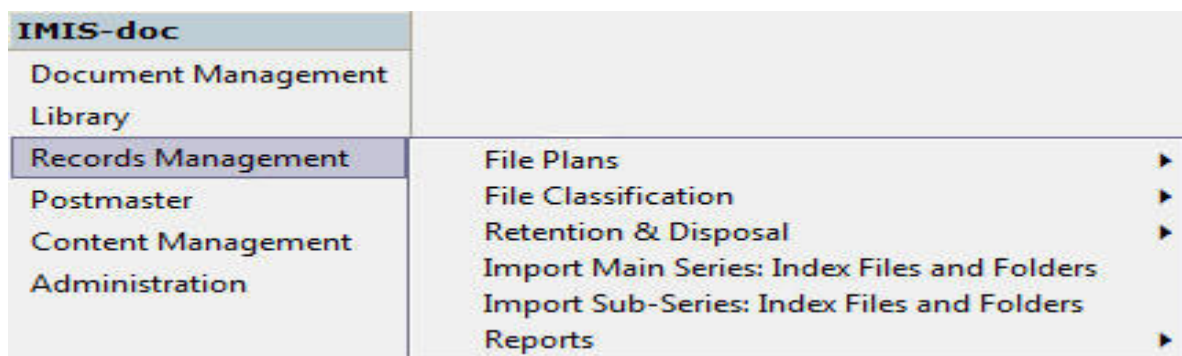 IMIS-doc
Document Management
Library
Records Management
Postmaster
Content Management
Administration
File Plans
File Classification
Retention & Disposal
Import Main Series: Index Files and Folders
Import Sub-Series: Index Files and Folders
Reports